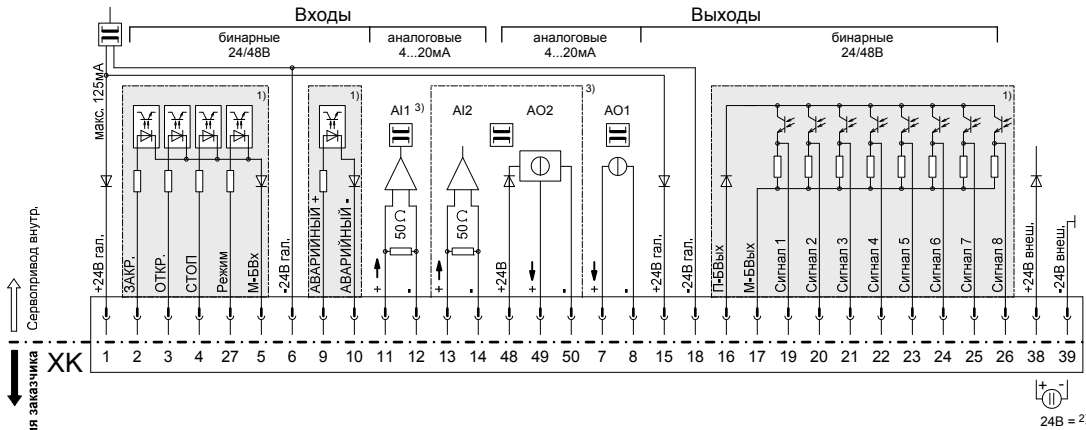 Входы
Выходы
бинарные
24/48В
аналоговые
4...20мА
аналоговые
4...20мА
бинарные
24/48В
макс. 125мА
1)
1)
AI1 3)
AI2
AO2
3)
AO1
1)
50 Ω
50 Ω
+ - + -
+ -
+24В гал.
ЗАКР.
ОТКР.
СТОП
Режим
М-БВх
-24В гал.
АВАРИЙНЫЙ +
АВАРИЙНЫЙ -
+24В
+24В гал.
-24В гал.
П-БВых
М-БВых
Сигнал 1
Сигнал 2
Сигнал 3
Сигнал 4
Сигнал 5
Сигнал 6
Сигнал 7
Сигнал 8
+24В внеш.
-24В внеш.
Сервопривод внутр.
XK 1 2 3 4 27 5 6 9 10 11 12 13 14 48 49 50 7 8 15 18 16 17 19 20 21 22 23 24 25 26 38 39
заказчика
+ -
24В = 2)